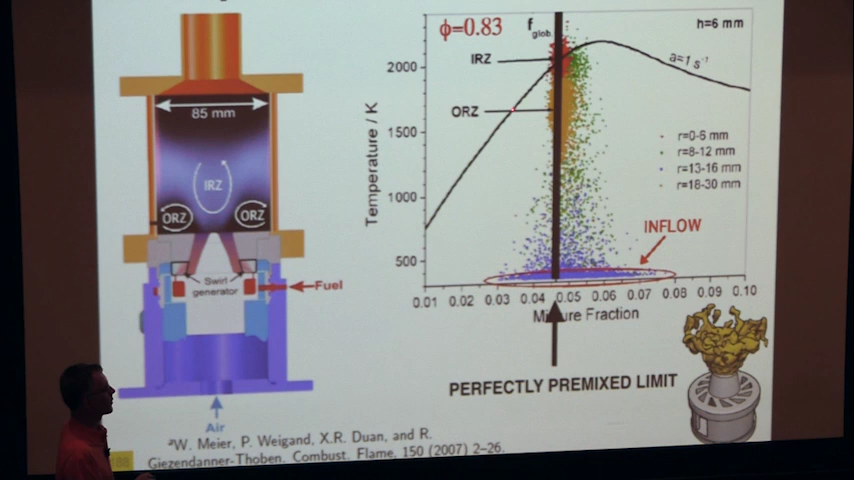 85 mm
IRZ
ORZ
ORZ
Swirl
generator
Fuel
Air
ϕ=0.83
f glob.
h=6 mm
IRZ
a=1 s⁻¹
ORZ
r=0-6 mm
r=8-12 mm
r=13-16 mm
r=18-30 mm
INFLOW
Temperature / K
2000
1500
1000
500
0.01 0.02 0.03 0.04 0.05 0.06 0.07 0.08 0.09 0.10
Mixture Fraction
PERFECTLY PREMIXED LIMIT
ᵃW. Meier, P. Weigand, X.R. Duan, and R.
Giezendanner-Thoben. Combust. Flame, 150 (2007) 2–26.